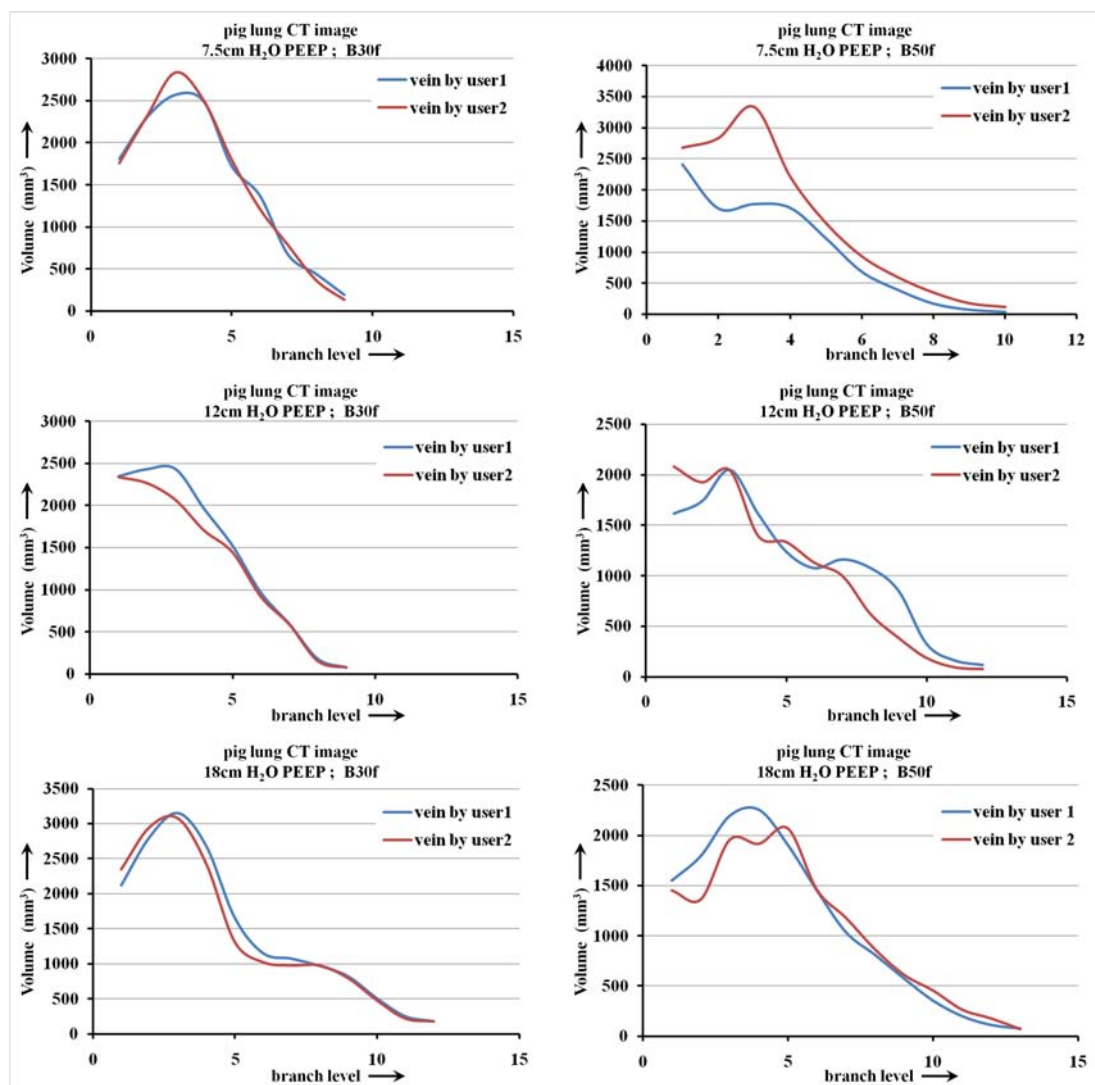 pig lung CT image
7.5cm H₂O PEEP ; B30f
3000
2500
2000
1500
1000
500
0
Volume (mm³)
vein by user1
vein by user2
0 5 10 15
branch level
pig lung CT image
7.5cm H₂O PEEP ; B50f
4000
3500
3000
2500
2000
1500
1000
500
0
Volume (mm³)
vein by user1
vein by user2
0 2 4 6 8 10 12
branch level
pig lung CT image
12cm H₂O PEEP ; B30f
3000
2500
2000
1500
1000
500
0
Volume (mm³)
vein by user1
vein by user2
0 5 10 15
branch level
pig lung CT image
12cm H₂O PEEP ; B50f
2500
2000
1500
1000
500
0
Volume (mm³)
vein by user1
vein by user2
0 5 10 15
branch level
pig lung CT image
18cm H₂O PEEP ; B30f
3500
3000
2500
2000
1500
1000
500
0
Volume (mm³)
vein by user1
vein by user2
0 5 10 15
branch level
pig lung CT image
18cm H₂O PEEP ; B50f
2500
2000
1500
1000
500
0
Volume (mm³)
vein by user 1
vein by user 2
0 5 10 15
branch level